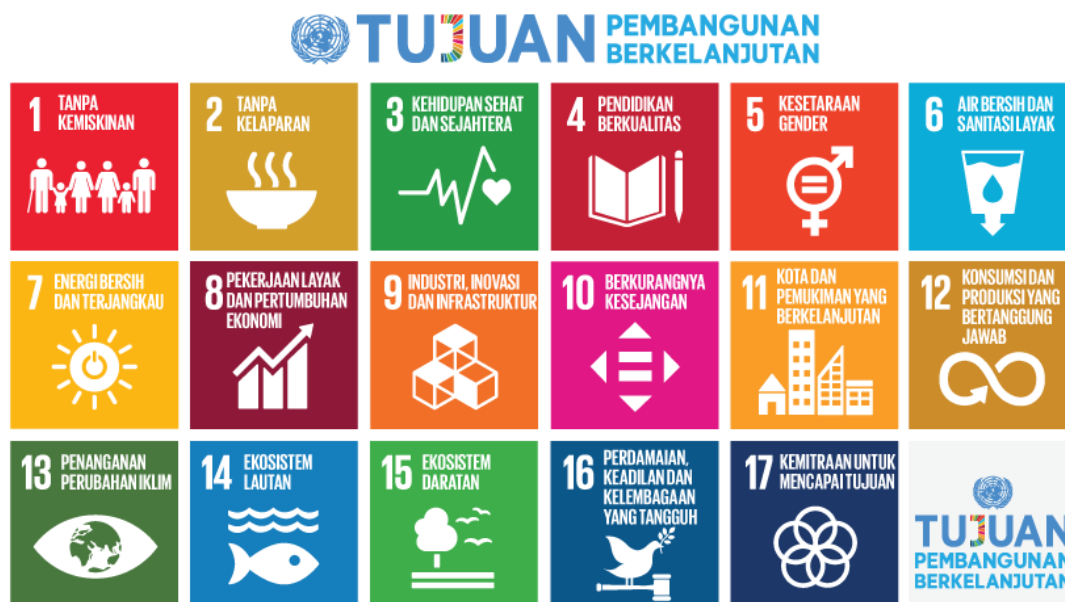 TUJUAN PEMBANGUNAN
BERKELANJUTAN
1 TANPA
KEMISKINAN
2 TANPA
KELAPARAN
3 KEHIDUPAN SEHAT
DAN SEJAHTERA
4 PENDIDIKAN
BERKUALITAS
5 KESETARAAN
GENDER
6 AIR BERSIH DAN
SANITASI LAYAK
7 ENERGI BERSIH
DAN TERJANGKAU
8 PEKERJAAN LAYAK
DAN PERTUMBUHAN
EKONOMI
9 INDUSTRI, INOVASI
DAN INFRASTRUKTUR
10 BERKURANGNYA
KESEJANGAN
11 KOTA DAN
PEMUKIMAN YANG
BERKELANJUTAN
12 KONSUMSI DAN
PRODUKSI YANG
BERTANGGUNG
JAWAB
13 PENANGANAN
PERUBAHAN IKLIM
14 EKOSISTEM
LAUTAN
15 EKOSISTEM
DARATAN
16 PERDAMAIAN,
KEADILAN DAN
KELEMBAGAAN
YANG TANGGUH
17 KEMITRAAN UNTUK
MENCAPAI TUJUAN
TUJUAN
PEMBANGUNAN
BERKELANJUTAN